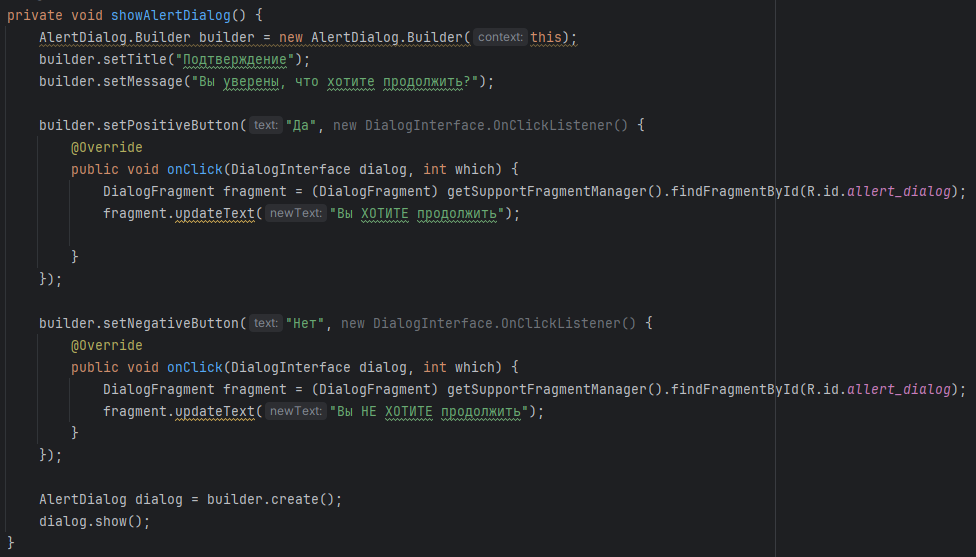 private void showAlertDialog() {
AlertDialog.Builder builder = new AlertDialog.Builder( context: this);
builder.setTitle("Подтверждение");
builder.setMessage("Вы уверены, что хотите продолжить?");
builder.setPositiveButton( text: "Да", new DialogInterface.OnClickListener() {
@Override
public void onClick(DialogInterface dialog, int which) {
DialogFragment fragment = (DialogFragment) getSupportFragmentManager().findFragmentById(R.id.allert_dialog);
fragment.updateText( newText: "Вы ХОТИТЕ продолжить");
}
});
builder.setNegativeButton( text: "Нет", new DialogInterface.OnClickListener() {
@Override
public void onClick(DialogInterface dialog, int which) {
DialogFragment fragment = (DialogFragment) getSupportFragmentManager().findFragmentById(R.id.allert_dialog);
fragment.updateText( newText: "Вы НЕ ХОТИТЕ продолжить");
}
});
AlertDialog dialog = builder.create();
dialog.show();
}